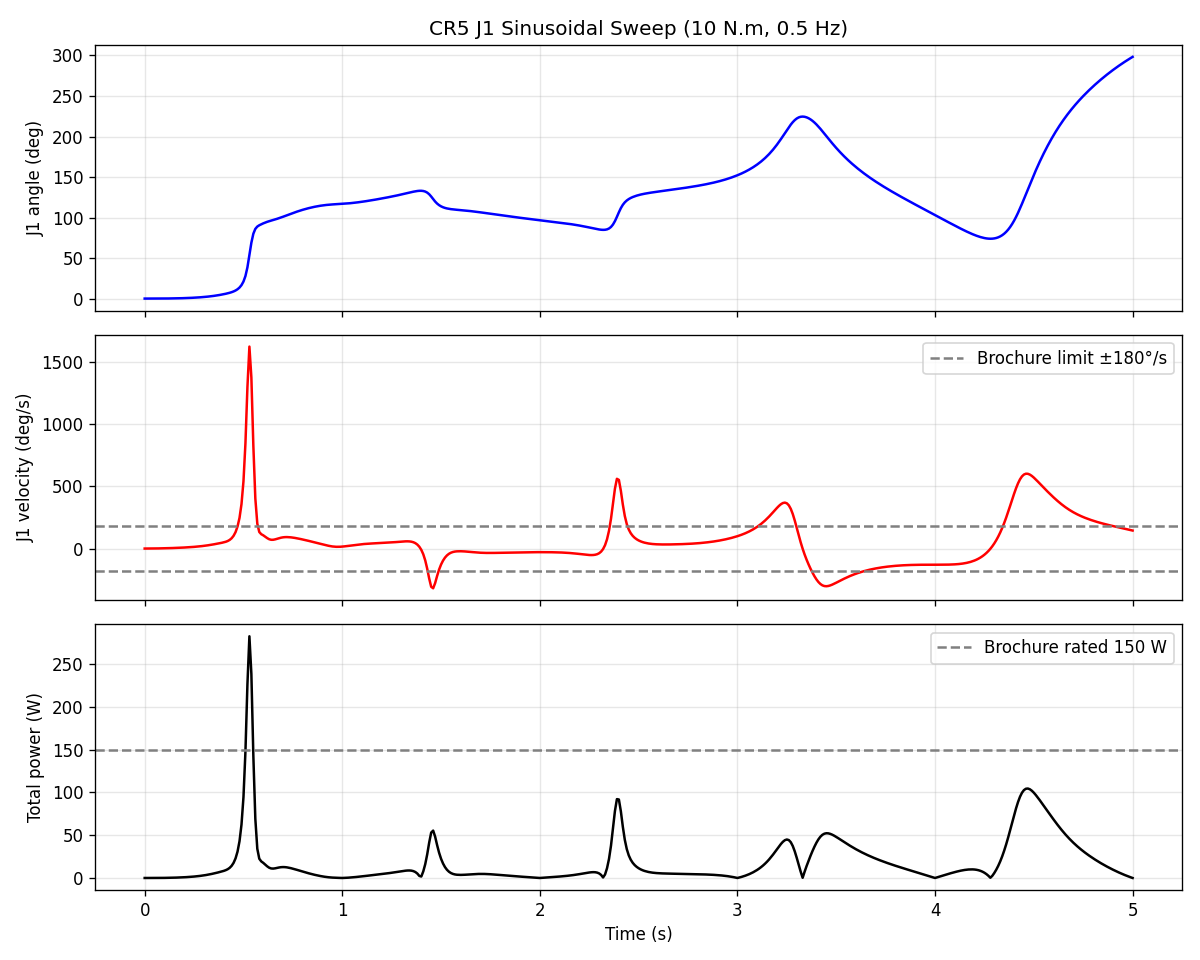 CR5 J1 Sinusoidal Sweep (10 N.m, 0.5 Hz)
300
250
200
150
100
50
0
J1 angle (deg)
1500
1000
500
0
J1 velocity (deg/s)
Brochure limit ±180°/s
250
200
150
100
50
0
Total power (W)
Brochure rated 150 W
0 1 2 3 4 5
Time (s)